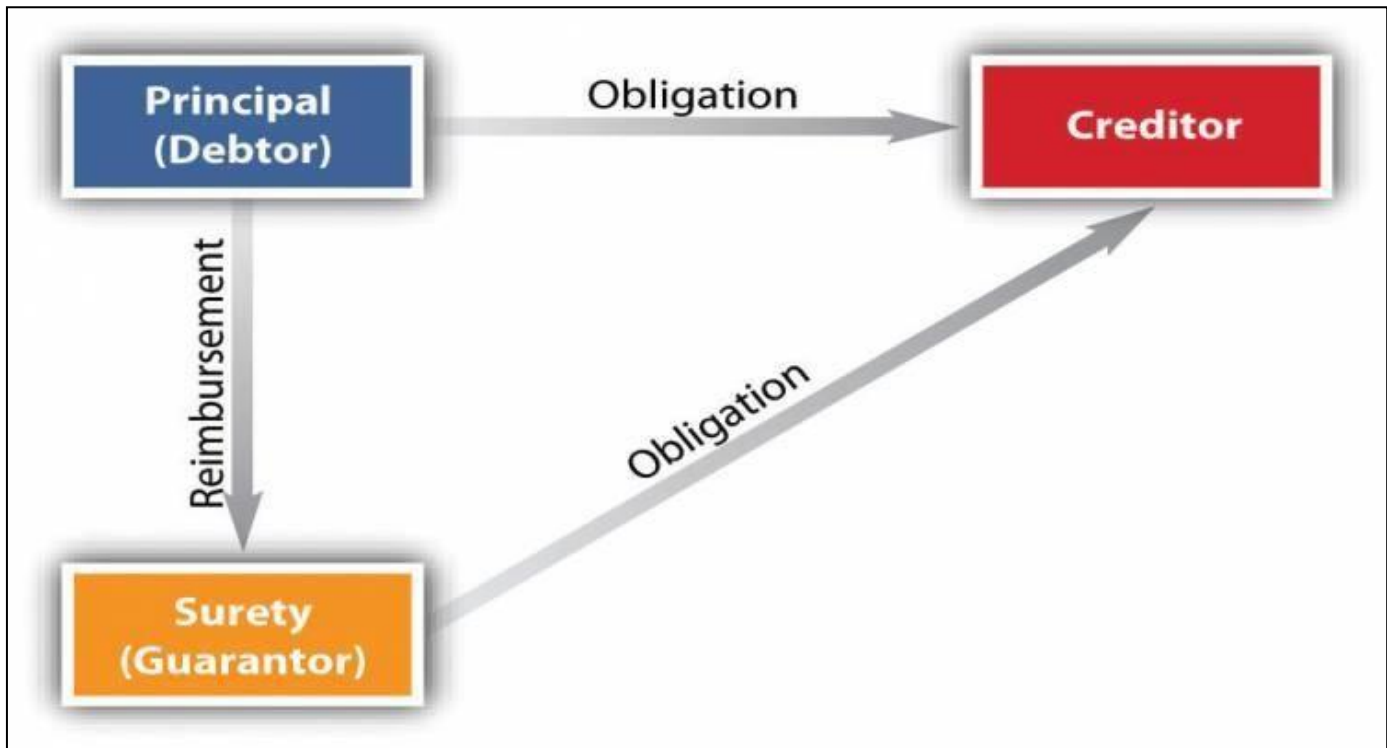 Principal
(Debtor)
Obligation
Creditor
Reimbursement
Obligation
Surety
(Guarantor)